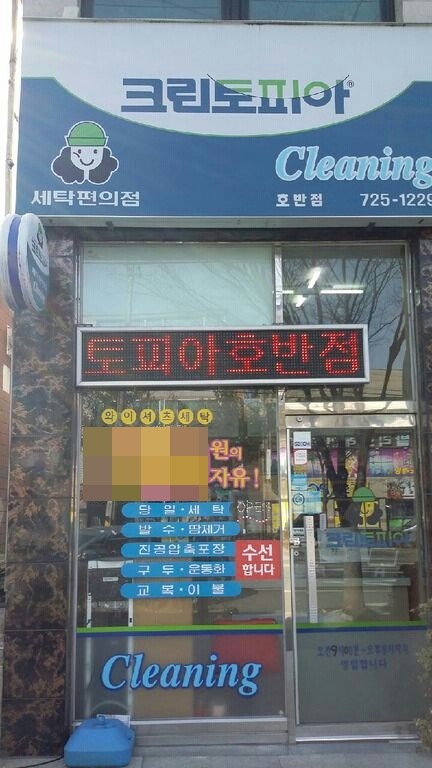 크린토피아®
세탁편의점
Cleaning
호반점 725-1229
토피아호반점
와이셔츠세탁
원의
자유!
당일·세탁
발수·땀제거
진공압축포장
구두·운동화
교복·이불
수선
합니다
크린토피아
Cleaning
영업합니다